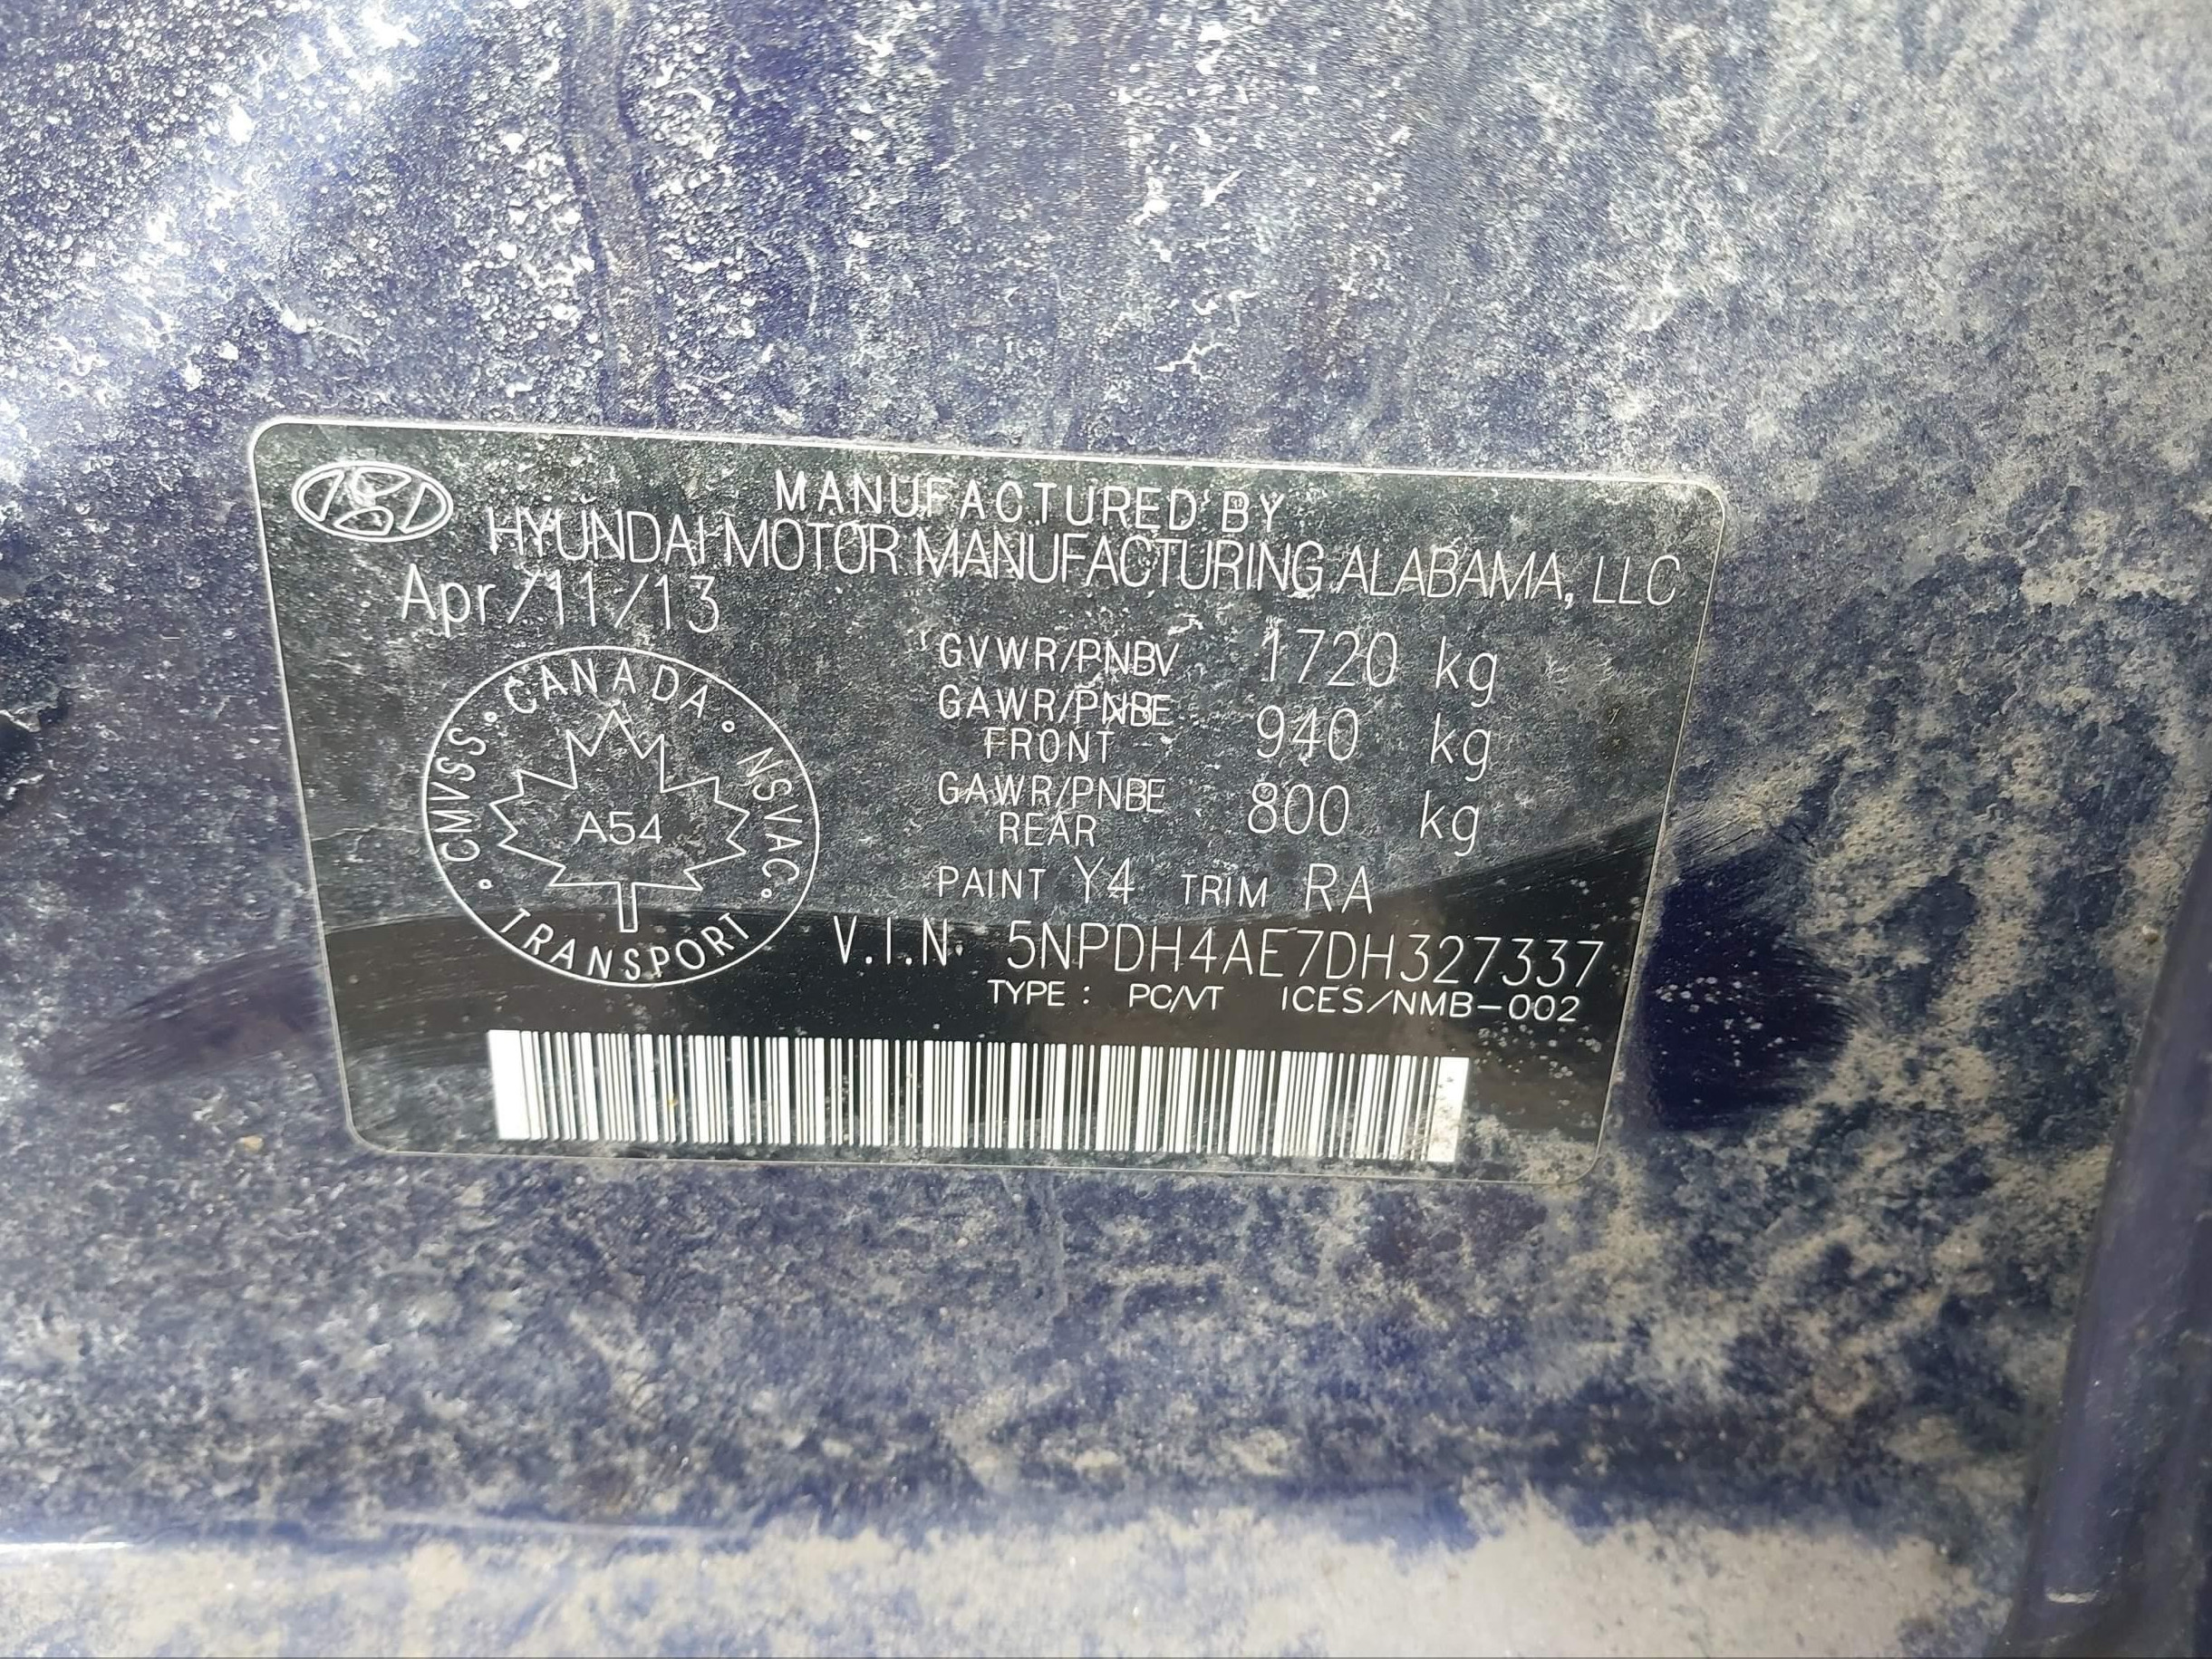 MANUFACTURED BY
HYUNDAI MOTOR MANUFACTURING ALABAMA, LLC
Apr/11/13
GVWR/PNBV 1720 kg
GAWR/PNBE FRONT 940 kg
GAWR/PNBE REAR 800 kg
CANADA • NSVAC • TRANSPORT • CMVSS •
A54
PAINT Y4 TRIM RA
V.I.N. 5NPDH4AE7DH327337
TYPE : PC/VT ICES/NMB-002